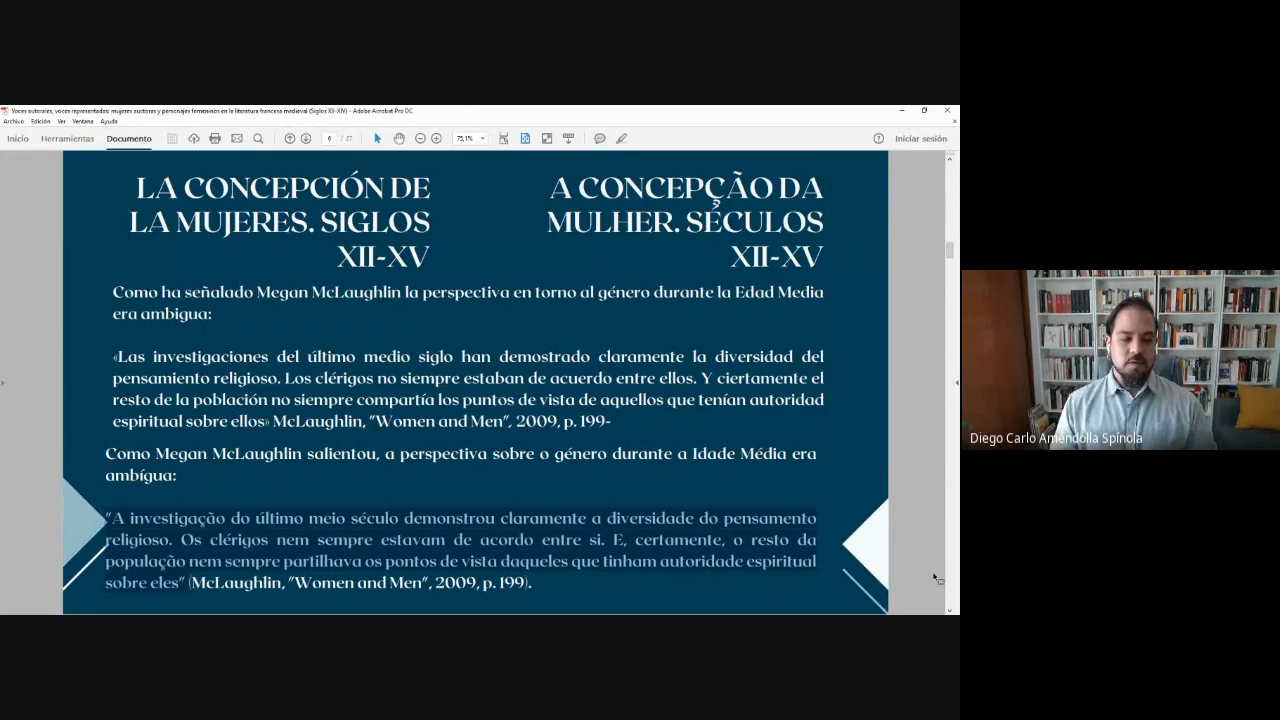 Voces autorales, voces representadas: mujeres auctoras y personajes femeninos en la literatura francesa medieval (Siglos XII-XIV) - Adobe Acrobat Pro DC
Archivo Edición Ver Ventana Ayuda
Inicio Herramientas Documento 6 / 27 75,1% Iniciar sesión
LA CONCEPCIÓN DE
LA MUJERES. SIGLOS
XII-XV
A CONCEPÇÃO DA
MULHER. SÉCULOS
XII-XV
Como ha señalado Megan McLaughlin la perspectiva en torno al género durante la Edad Media
era ambigua:
«Las investigaciones del último medio siglo han demostrado claramente la diversidad del
pensamiento religioso. Los clérigos no siempre estaban de acuerdo entre ellos. Y ciertamente el
resto de la población no siempre compartía los puntos de vista de aquellos que tenían autoridad
espiritual sobre ellos» McLaughlin, "Women and Men", 2009, p. 199-
Como Megan McLaughlin salientou, a perspectiva sobre o género durante a Idade Média era
ambígua:
"A investigação do último meio século demonstrou claramente a diversidade do pensamento
religioso. Os clérigos nem sempre estavam de acordo entre si. E, certamente, o resto da
população nem sempre partilhava os pontos de vista daqueles que tinham autoridade espiritual
sobre eles" (McLaughlin, "Women and Men", 2009, p. 199).
Diego Carlo Améndolla Spínola